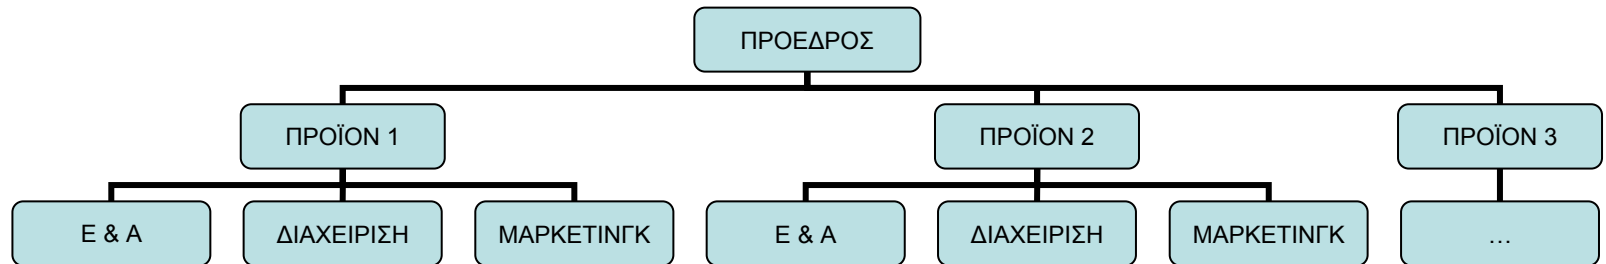 ΠΡΟΕΔΡΟΣ
ΠΡΟΪΟΝ 1
ΠΡΟΪΟΝ 2
ΠΡΟΪΟΝ 3
Ε & Α
ΔΙΑΧΕΙΡΙΣΗ
ΜΑΡΚΕΤΙΝΓΚ
Ε & Α
ΔΙΑΧΕΙΡΙΣΗ
ΜΑΡΚΕΤΙΝΓΚ
…